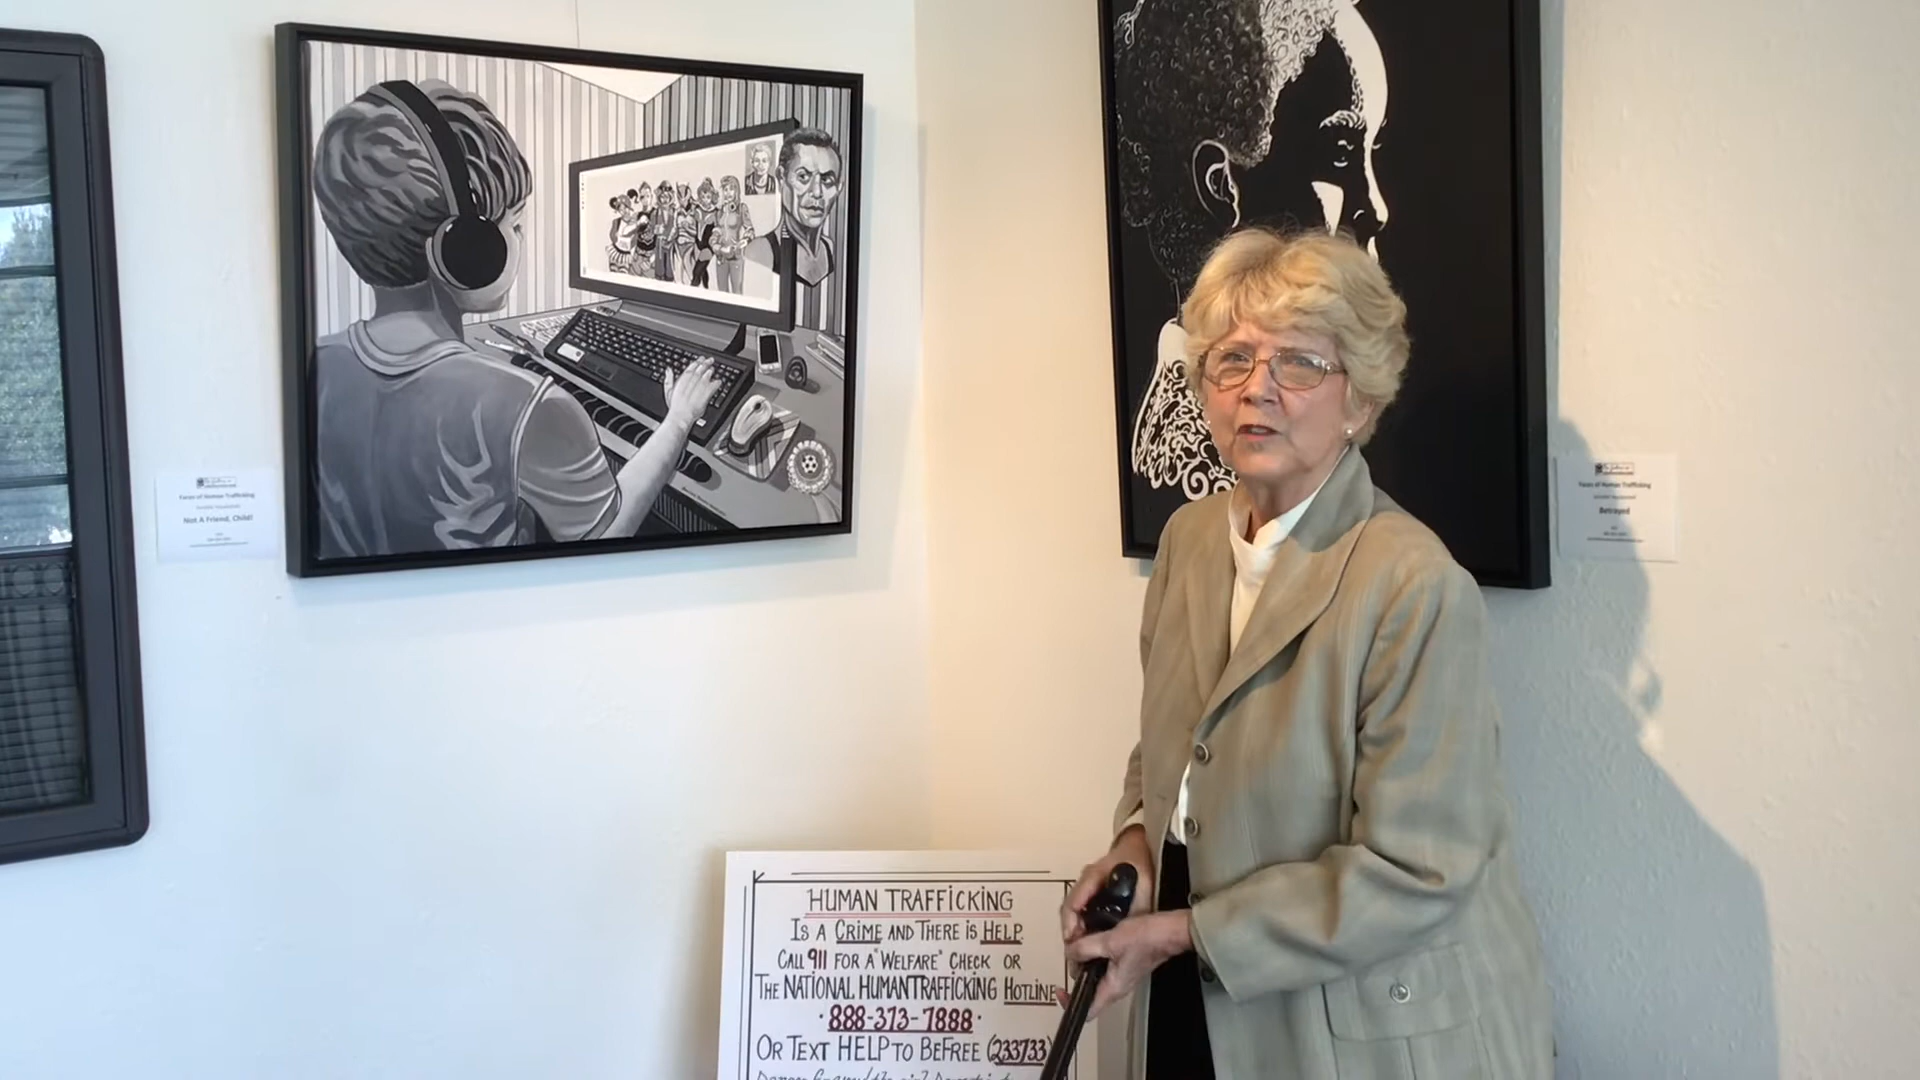 Faces of Human Trafficking
Not A Friend, Child!
Faces of Human Trafficking
Betrayed
HUMAN TRAFFICKING
IS A CRIME AND THERE IS HELP.
CALL 911 FOR A "WELFARE" CHECK OR
THE NATIONAL HUMAN TRAFFICKING HOTLINE
· 888-373-7888 ·
OR TEXT HELP TO BEFREE (233733)